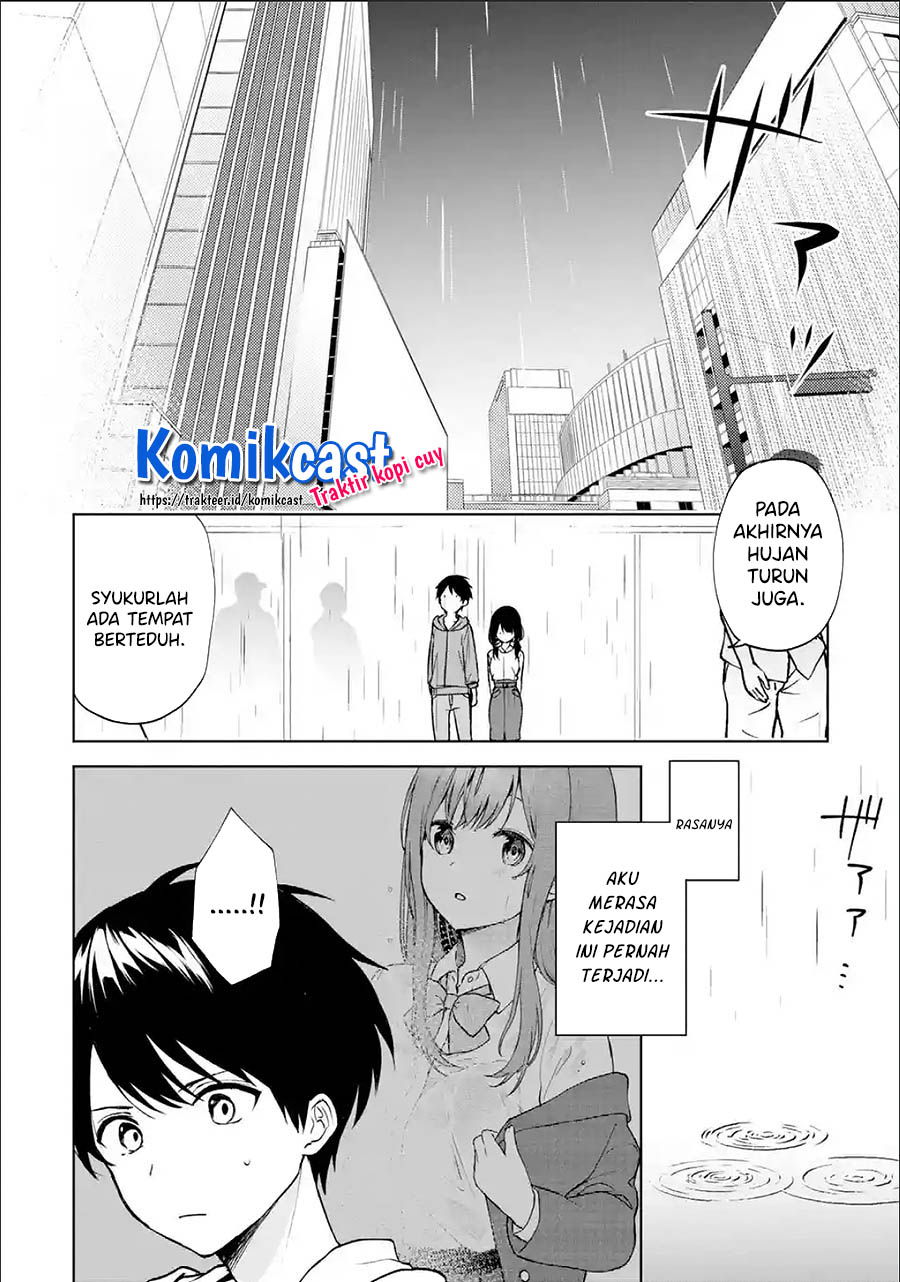 ザアア
Komikcast
Traktir kopi cuy
https://trakteer.id/komikcast
PADA
AKHIRNYA
HUJAN
TURUN
JUGA.
SYUKURLAH
ADA TEMPAT
BERTEDUH.
ザアア…
RASANYA
AKU
MERASA
KEJADIAN
INI PERNAH
TERJADI...
......!!